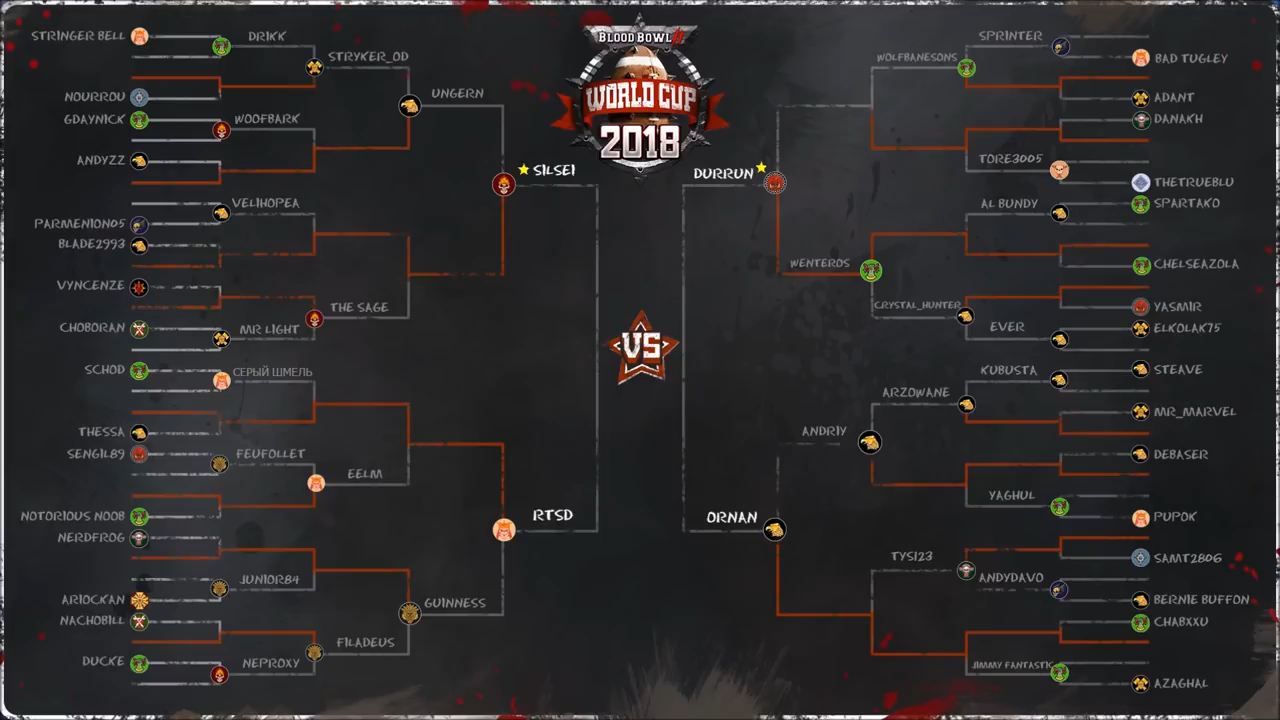 BLOOD BOWL II
WORLD CUP
2018
STRINGER BELL
NOURROU
GDAYNICK
ANDYZZ
PARMENION05
BLADE2993
VYNCENZE
CHOBORAN
SCHOD
THESSA
SENGIL89
NOTORIOUS NOOB
NERDFROG
ARIOCKAN
NACHOBILL
DUCKE
DRIKK
WOOFBARK
VELIHOPEA
MR LIGHT
СЕРЫЙ ШМЕЛЬ
FEUFOLLET
JUNIOR84
NEPROXY
STRYKER_OD
THE SAGE
EELM
FILADEUS
UNGERN
GUINNESS
SILSEI
RTSD
VS
DURRUN
ORNAN
WENTEROS
ANDRIY
WOLFBANESONS
CRYSTAL_HUNTER
ARZOWANE
TYS123
SPRINTER
TORE3005
AL BUNDY
EVER
KUBUSTA
YAGHUL
ANDYDAVO
JIMMY FANTASTIC
BAD TUGLEY
ADANT
DANAKH
THETRUEBLU
SPARTAKO
CHELSEAZOLA
YASMIR
ELKOLAK75
STEAVE
MR_MARVEL
DEBASER
PUPOK
SAMT2806
BERNIE BUFFON
CHABXXU
AZAGHAL